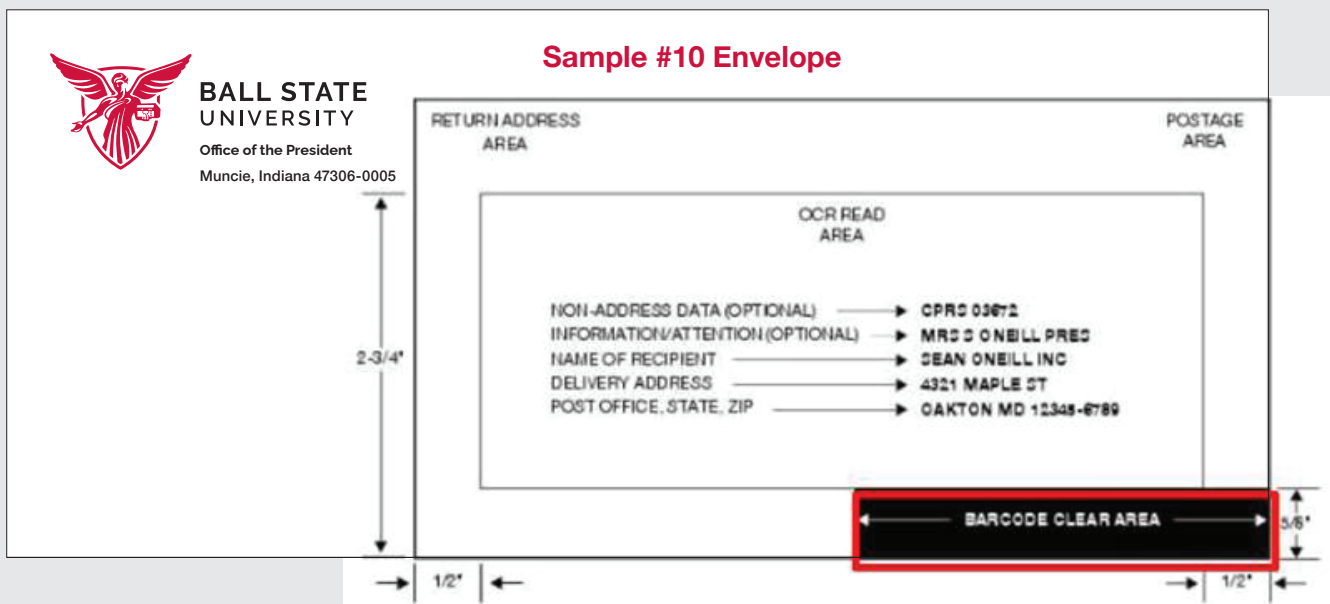 Sample #10 Envelope
BALL STATE
UNIVERSITY
Office of the President
Muncie, Indiana 47306-0005
RETURN ADDRESS
AREA
POSTAGE
AREA
OCR READ
AREA
NON-ADDRESS DATA (OPTIONAL) CPRS 03672
INFORMATION/ATTENTION (OPTIONAL) MRS S ONEILL PRES
NAME OF RECIPIENT SEAN ONEILL INC
DELIVERY ADDRESS 4321 MAPLE ST
POST OFFICE, STATE, ZIP OAKTON MD 12345-6789
2-3/4"
BARCODE CLEAR AREA
5/8"
1/2"
1/2"